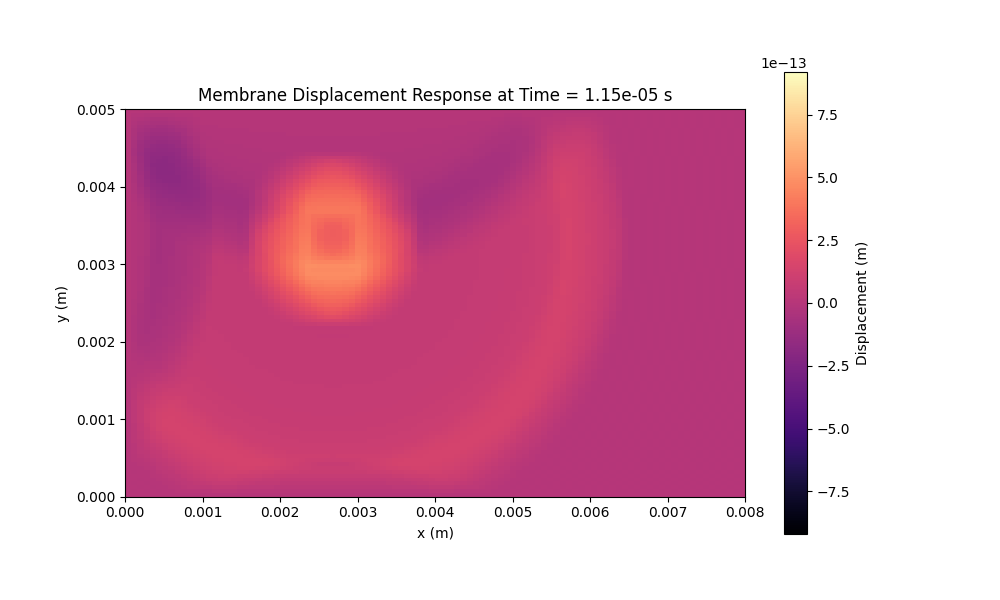 1e−13
Membrane Displacement Response at Time = 1.15e-05 s
0.005
0.004
0.003
0.002
0.001
0.000
y (m)
0.000 0.001 0.002 0.003 0.004 0.005 0.006 0.007 0.008
x (m)
7.5
5.0
2.5
0.0
−2.5
−5.0
−7.5
Displacement (m)